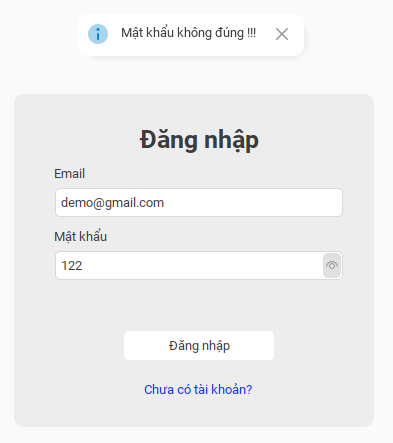 Mật khẩu không đúng !!!
Đăng nhập
Email
demo@gmail.com
Mật khẩu
122
Đăng nhập
Chưa có tài khoản?